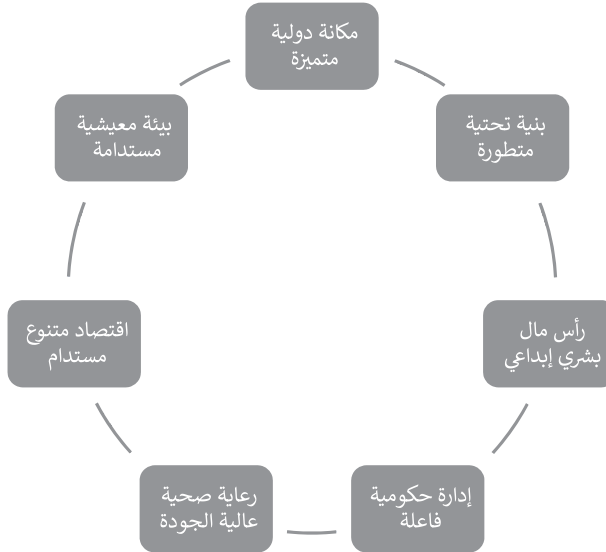 مكانة دولية
متميزة
بنية تحتية
متطورة
رأس مال
بشري إبداعي
إدارة حكومية
فاعلة
رعاية صحية
عالية الجودة
اقتصاد متنوع
مستدام
بيئة معيشية
مستدامة